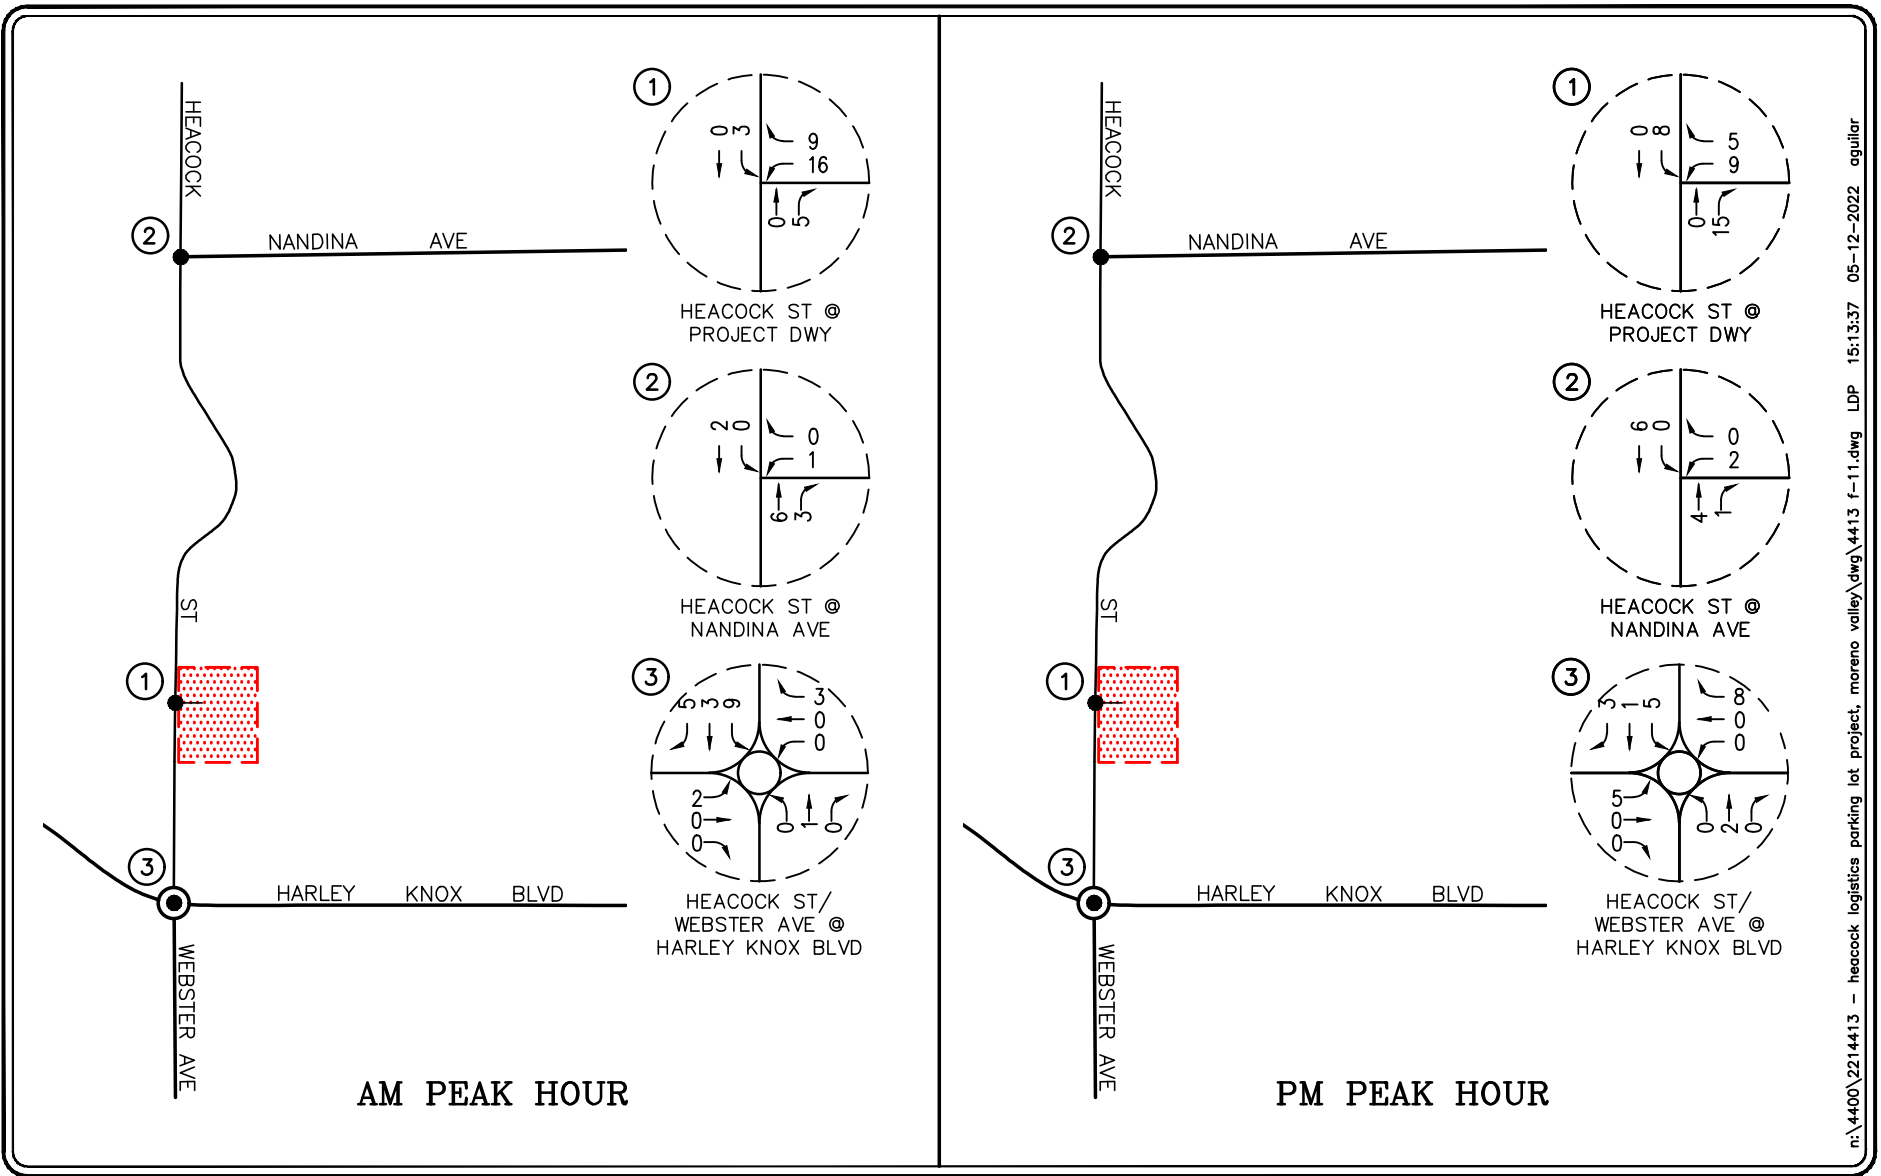 HEACOCK
ST
2
NANDINA AVE
1
3
HARLEY KNOX BLVD
WEBSTER AVE
1
0 3
9
16
0 5
HEACOCK ST @
PROJECT DWY
2
2 0
0
1
6 3
HEACOCK ST @
NANDINA AVE
3
5 3 9
3
0
0
2
0
0
0 1 0
HEACOCK ST/
WEBSTER AVE @
HARLEY KNOX BLVD
AM PEAK HOUR
HEACOCK
ST
2
NANDINA AVE
1
3
HARLEY KNOX BLVD
WEBSTER AVE
1
0 8
5
9
0 15
HEACOCK ST @
PROJECT DWY
2
6 0
0
2
4 1
HEACOCK ST @
NANDINA AVE
3
3 1 5
8
0
0
5
0
0
0 2 0
HEACOCK ST/
WEBSTER AVE @
HARLEY KNOX BLVD
PM PEAK HOUR
n:\4400\2214413 - heacock logistics parking lot project, moreno valley\dwg\4413 f-11.dwg LDP 15:13:37 05-12-2022 aguilar